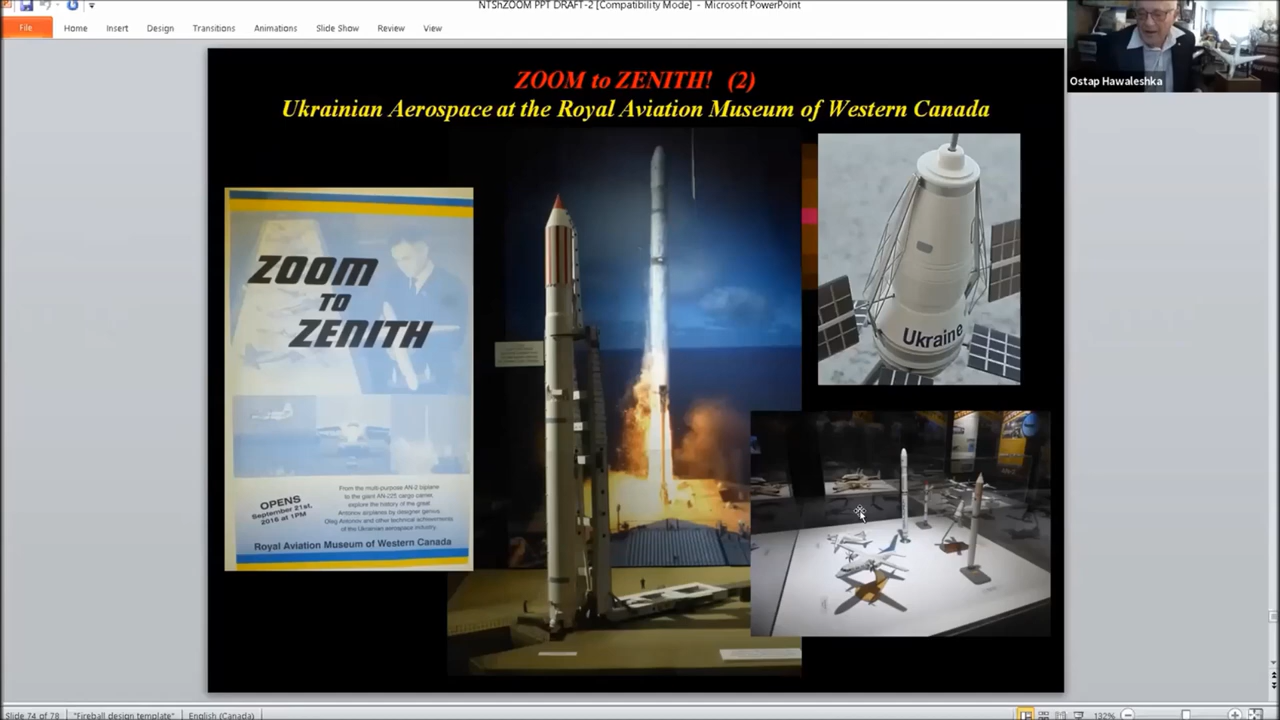 NTShZOOM PPT DRAFT-2 [Compatibility Mode] - Microsoft PowerPoint
File Home Insert Design Transitions Animations Slide Show Review View
Ostap Hawaleshka
ZOOM to ZENITH! (2)
Ukrainian Aerospace at the Royal Aviation Museum of Western Canada
ZOOM
TO
ZENITH
OPENS
September 21st,
2016 at 1PM
From the multi-purpose AN-2 biplane
to the giant AN-225 cargo carrier,
explore the history of the great
Antonov airplanes by designer genius
Oleg Antonov and other technical achievements
of the Ukrainian aerospace industry.
Royal Aviation Museum of Western Canada
Ukraine
Slide 74 of 78 "Fireball design template" English (Canada) 132%